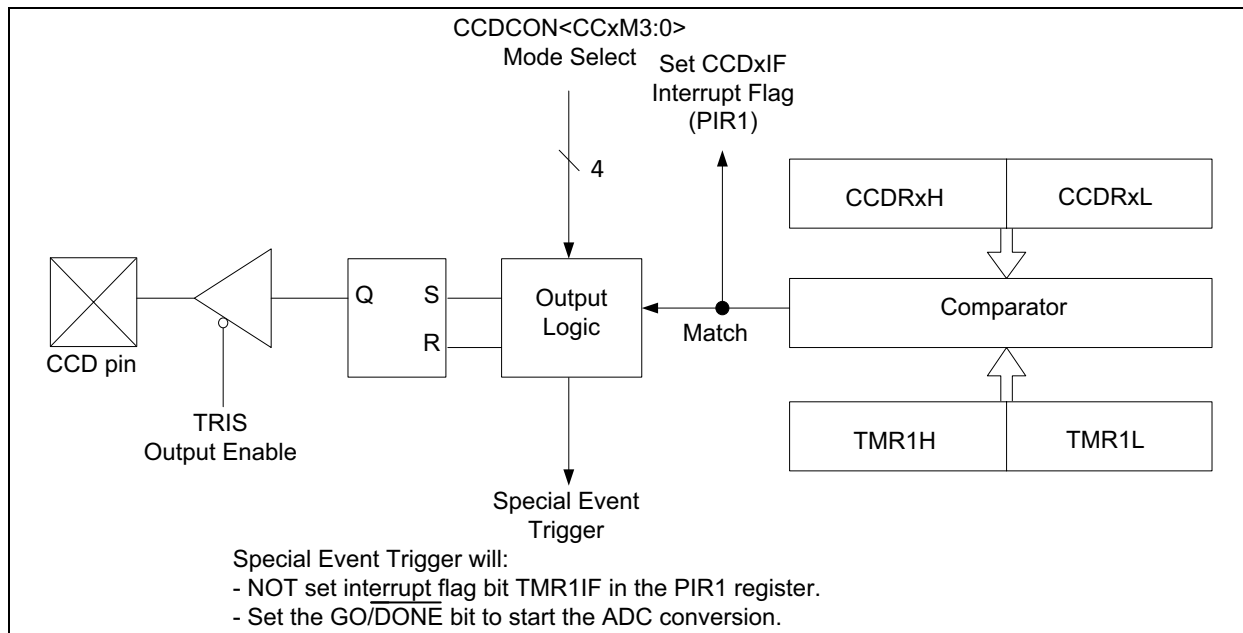 CCDCON<CCxM3:0>
Mode Select
Set CCDxIF
Interrupt Flag
(PIR1)
4
CCDRxH
CCDRxL
Q
S
R
Output
Logic
Match
Comparator
CCD pin
TRIS
Output Enable
TMR1H
TMR1L
Special Event
Trigger
Special Event Trigger will:
- NOT set interrupt flag bit TMR1IF in the PIR1 register.
- Set the GO/D̅O̅N̅E̅ bit to start the ADC conversion.